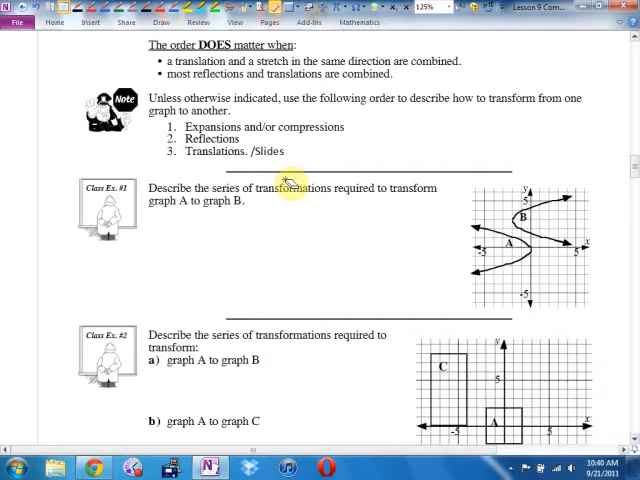 125%
Lesson 9 Com...
File
Home
Insert
Share
Draw
Review
View
Pages
Add-Ins
Mathematics
The order DOES matter when:
• a translation and a stretch in the same direction are combined.
• most reflections and translations are combined.
Note
Unless otherwise indicated, use the following order to describe how to transform from one
graph to another.
1. Expansions and/or compressions
2. Reflections
3. Translations. /Slides
Class Ex. #1
Describe the series of transformations required to transform
graph A to graph B.
y
5
B
A
x
-5
5
-5
Class Ex. #2
Describe the series of transformations required to
transform:
a) graph A to graph B
b) graph A to graph C
y
C
5
A
x
-5
5
10:40 AM
9/21/2011